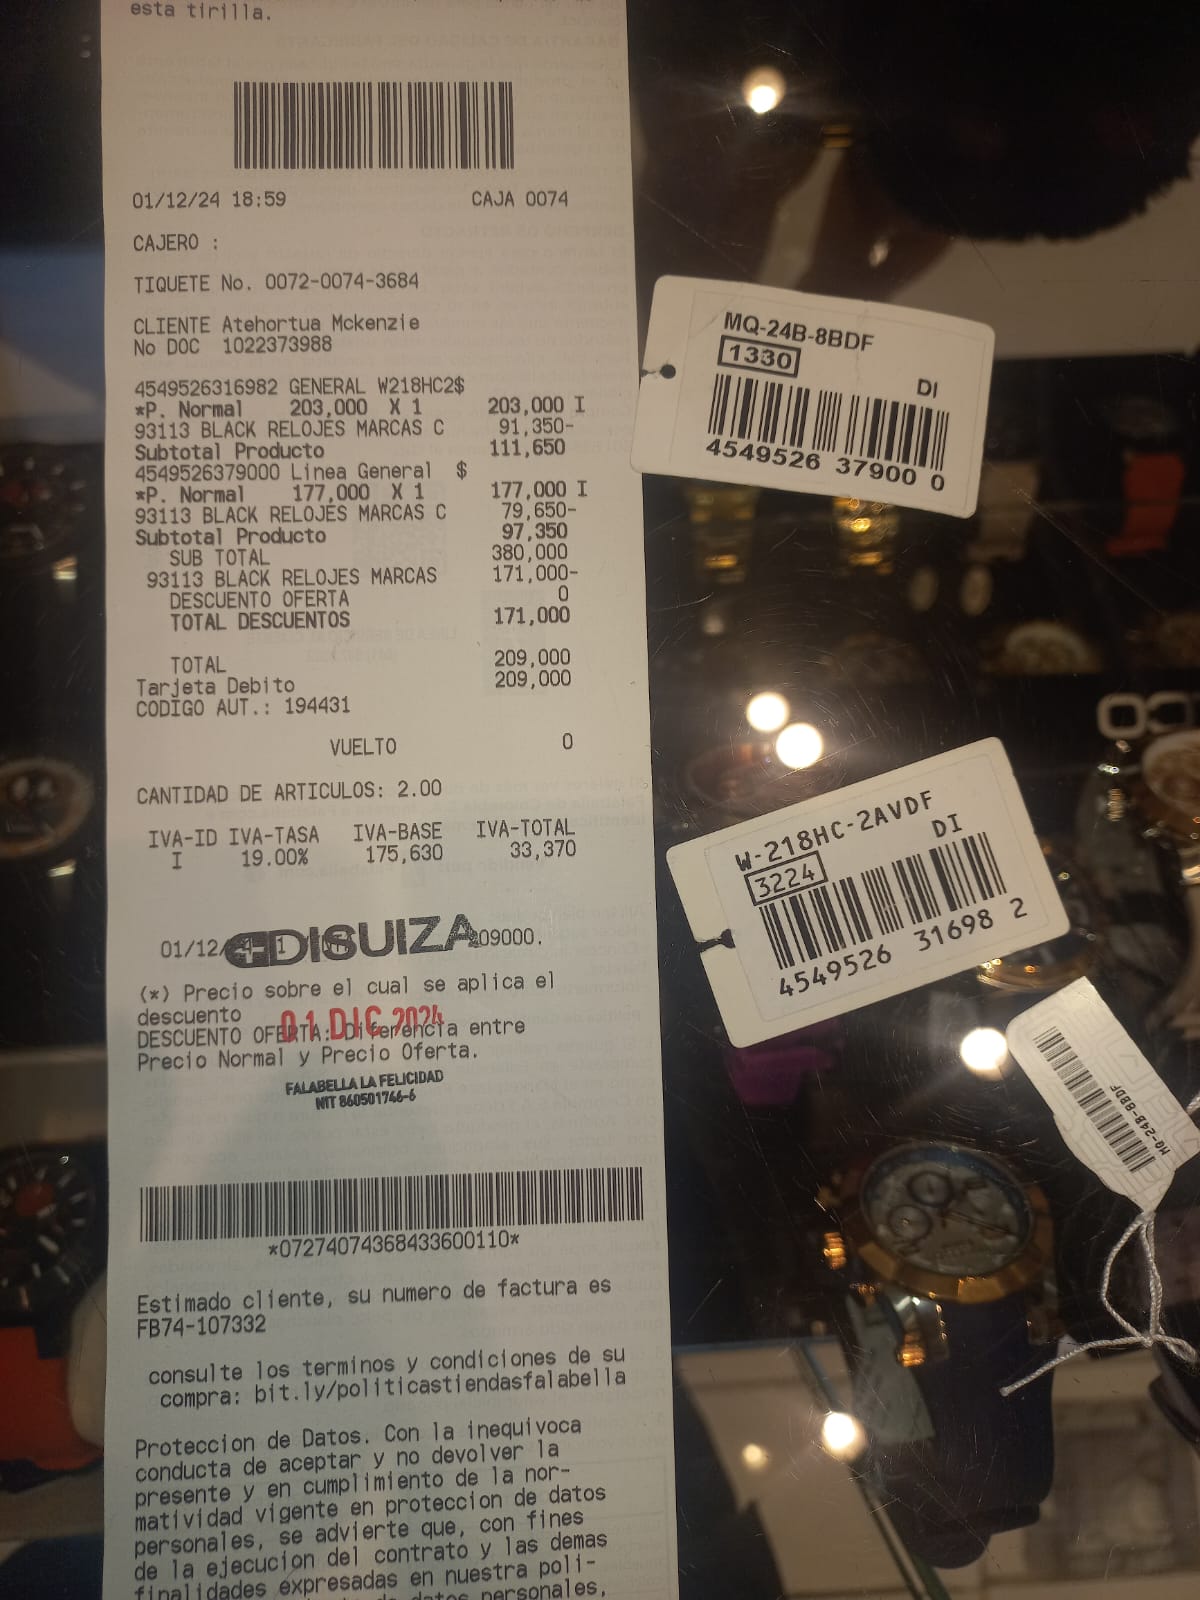 esta tirilla.
01/12/24 18:59 CAJA 0074
CAJERO :
TIQUETE No. 0072-0074-3684
CLIENTE Atehortua Mckenzie
No DOC 1022373988
4549526316982 GENERAL W218HC2$
*P. Normal 203,000 X 1 203,000 I
93113 BLACK RELOJES MARCAS C 91,350-
Subtotal Producto 111,650
4549526379000 Linea General $
*P. Normal 177,000 X 1 177,000 I
93113 BLACK RELOJES MARCAS C 79,650-
Subtotal Producto 97,350
SUB TOTAL 380,000
93113 BLACK RELOJES MARCAS 171,000-
DESCUENTO OFERTA 0
TOTAL DESCUENTOS 171,000
TOTAL 209,000
Tarjeta Debito 209,000
CODIGO AUT.: 194431
VUELTO 0
CANTIDAD DE ARTICULOS: 2.00
IVA-ID IVA-TASA IVA-BASE IVA-TOTAL
I 19.00% 175,630 33,370
01/12/ DISUIZA 209000.
(*) Precio sobre el cual se aplica el
descuento
01 DIC 2024
DESCUENTO OFERTA: Diferencia entre
Precio Normal y Precio Oferta.
FALABELLA LA FELICIDAD
NIT 860501746-6
*07274074368433600110*
Estimado cliente, su numero de factura es
FB74-107332
consulte los terminos y condiciones de su
compra: bit.ly/politicastiendasfalabella
Proteccion de Datos. Con la inequivoca
conducta de aceptar y no devolver la
presente y en cumplimiento de la nor-
matividad vigente en proteccion de datos
personales, se advierte que, con fines
de la ejecucion del contrato y las demas
finalidades expresadas en nuestra poli-
datos personales,
MQ-24B-8BDF
1330
DI
4549526 37900 0
W-218HC-2AVDF
3224
DI
4549526 31698 2
MQ-24B-8BDF